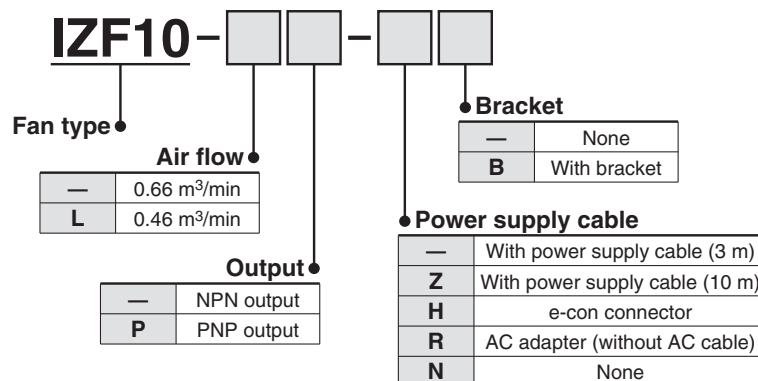 IZF10-□□-□□
Fan type
Air flow
— 0.66 m³/min
L 0.46 m³/min
Output
— NPN output
P PNP output
Bracket
— None
B With bracket
Power supply cable
— With power supply cable (3 m)
Z With power supply cable (10 m)
H e-con connector
R AC adapter (without AC cable)
N None